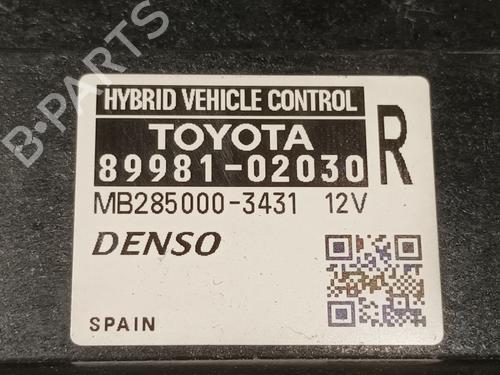 B-PARTS
HYBRID VEHICLE CONTROL
TOYOTA
89981-02030
R
MB285000-3431 12V
DENSO
SPAIN